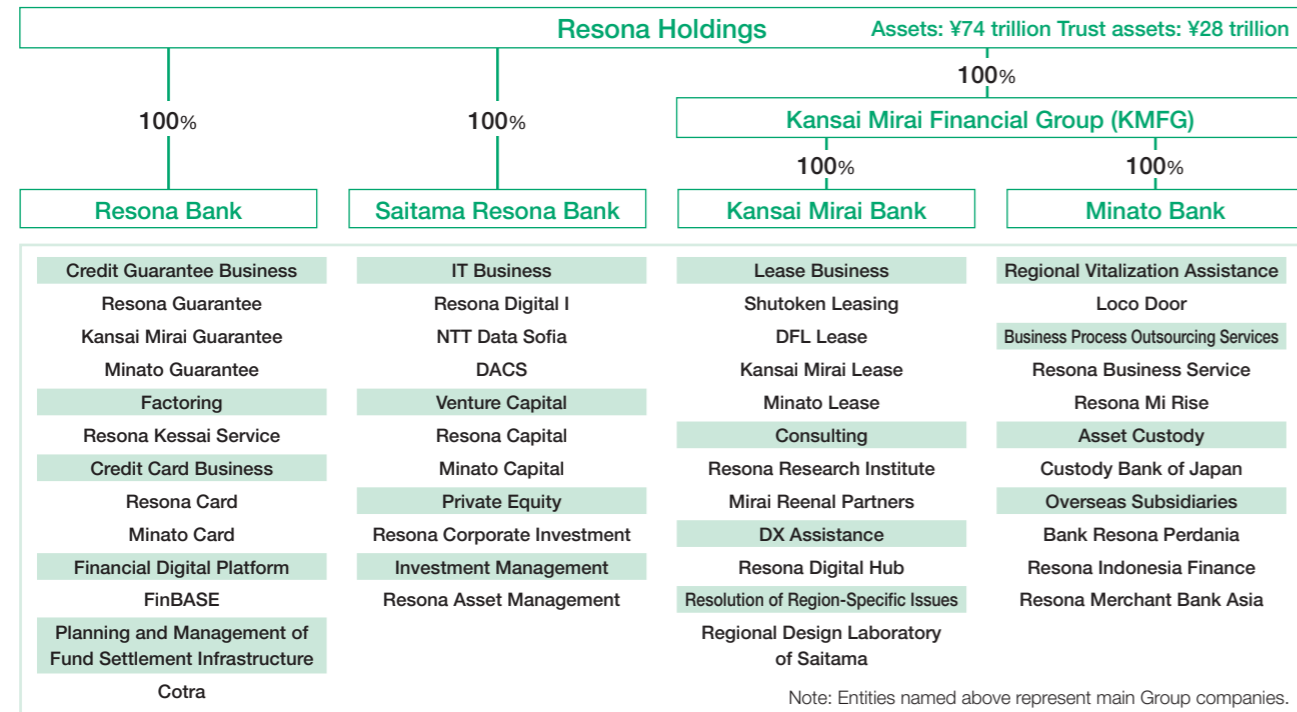 Resona Holdings
Assets: ¥74 trillion Trust assets: ¥28 trillion
100%
100%
100%
Kansai Mirai Financial Group (KMFG)
100%
100%
Resona Bank
Saitama Resona Bank
Kansai Mirai Bank
Minato Bank
Credit Guarantee Business
Resona Guarantee
Kansai Mirai Guarantee
Minato Guarantee
Factoring
Resona Kessai Service
Credit Card Business
Resona Card
Minato Card
Financial Digital Platform
FinBASE
Planning and Management of
Fund Settlement Infrastructure
Cotra
IT Business
Resona Digital I
NTT Data Sofia
DACS
Venture Capital
Resona Capital
Minato Capital
Private Equity
Resona Corporate Investment
Investment Management
Resona Asset Management
Lease Business
Shutoken Leasing
DFL Lease
Kansai Mirai Lease
Minato Lease
Consulting
Resona Research Institute
Mirai Reenal Partners
DX Assistance
Resona Digital Hub
Resolution of Region-Specific Issues
Regional Design Laboratory
of Saitama
Regional Vitalization Assistance
Loco Door
Business Process Outsourcing Services
Resona Business Service
Resona Mi Rise
Asset Custody
Custody Bank of Japan
Overseas Subsidiaries
Bank Resona Perdania
Resona Indonesia Finance
Resona Merchant Bank Asia
Note: Entities named above represent main Group companies.